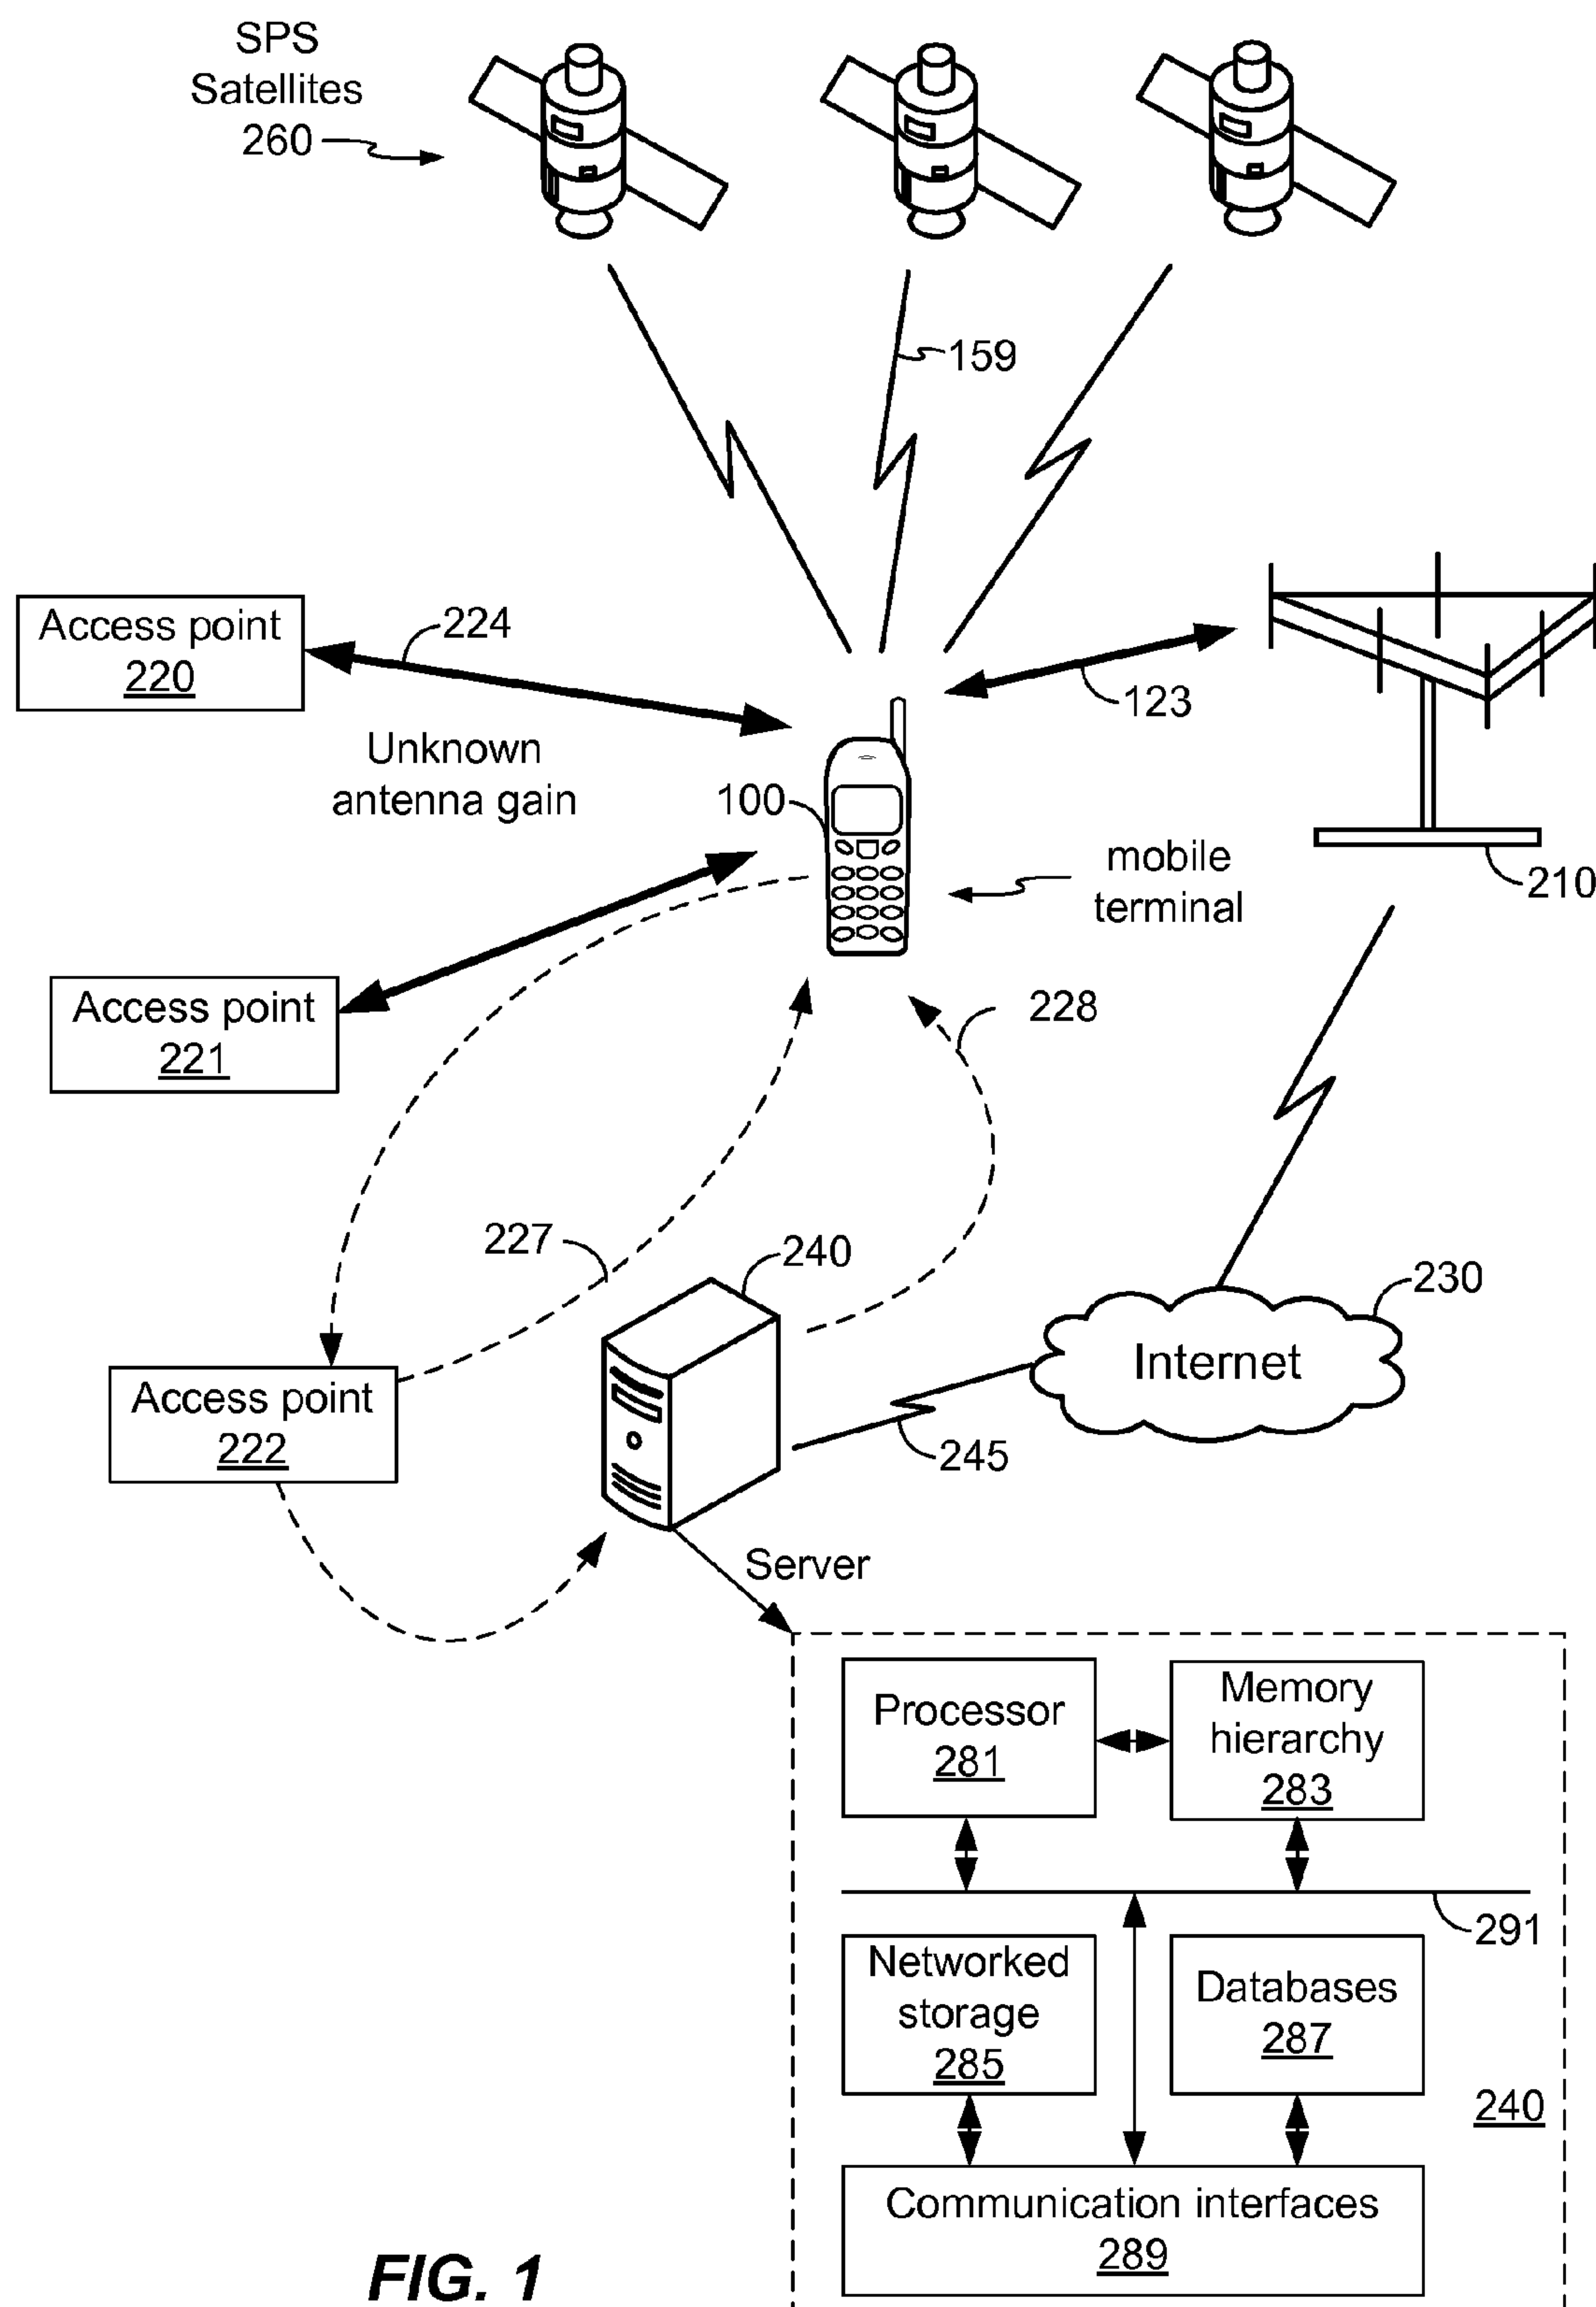 SPS
Satellites
260
159
Access point
220
224
123
Unknown
antenna gain
100
mobile
terminal
210
Access point
221
228
227
240
230
Internet
Access point
222
245
Server
Processor
281
Memory
hierarchy
283
291
Networked
storage
285
Databases
287
240
Communication interfaces
289
FIG. 1